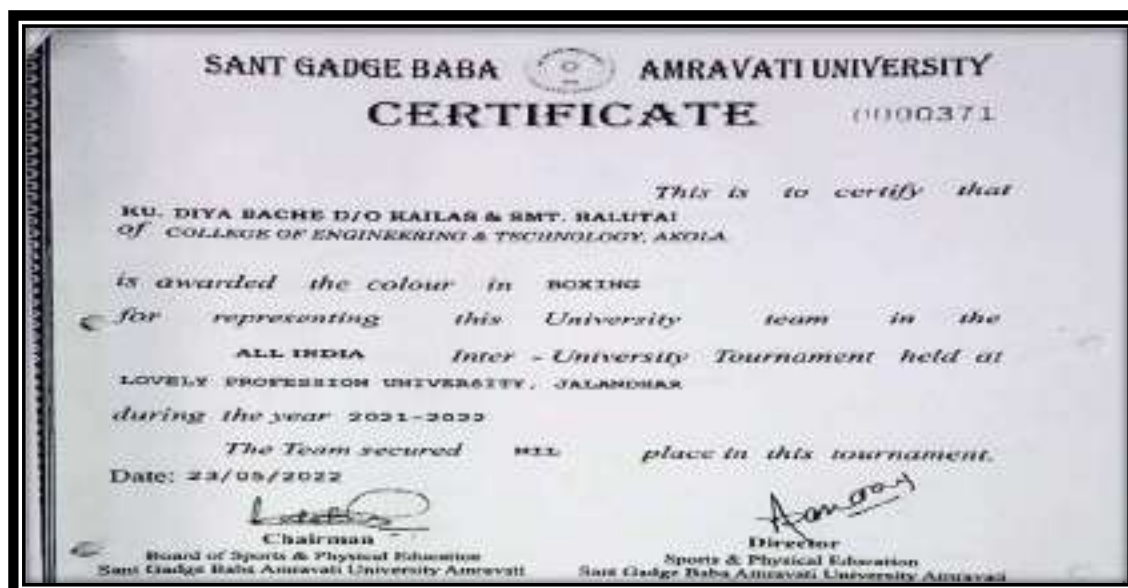 SANT GADGE BABA AMRAVATI UNIVERSITY
CERTIFICATE 0000371
This is to certify that
KU. DIYA BACHE D/O KAILAS & SMT. BALUTAI
Of COLLEGE OF ENGINEERING & TECHNOLOGY, AKOLA
is awarded the colour in BOXING
for representing this University team in the
ALL INDIA Inter - University Tournament held at
LOVELY PROFESSION UNIVERSITY, JALANDHAR
during the year 2021-2022
The Team secured NIL place in this tournament.
Date: 23/05/2022
Chairman
Board of Sports & Physical Education
Sant Gadge Baba Amravati University Amravati
Director
Sports & Physical Education
Sant Gadge Baba Amravati University Amravati